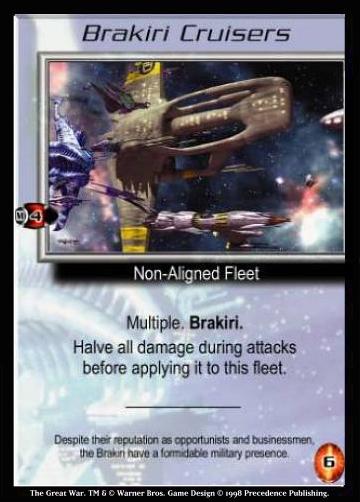 Brakiri Cruisers
M 4
Non-Aligned Fleet
Multiple. Brakiri.
Halve all damage during attacks
before applying it to this fleet.
Despite their reputation as opportunists and businessmen,
the Brakiri have a formidable military presence.
6
The Great War. TM & © Warner Bros. Game Design © 1998 Precedence Publishing.